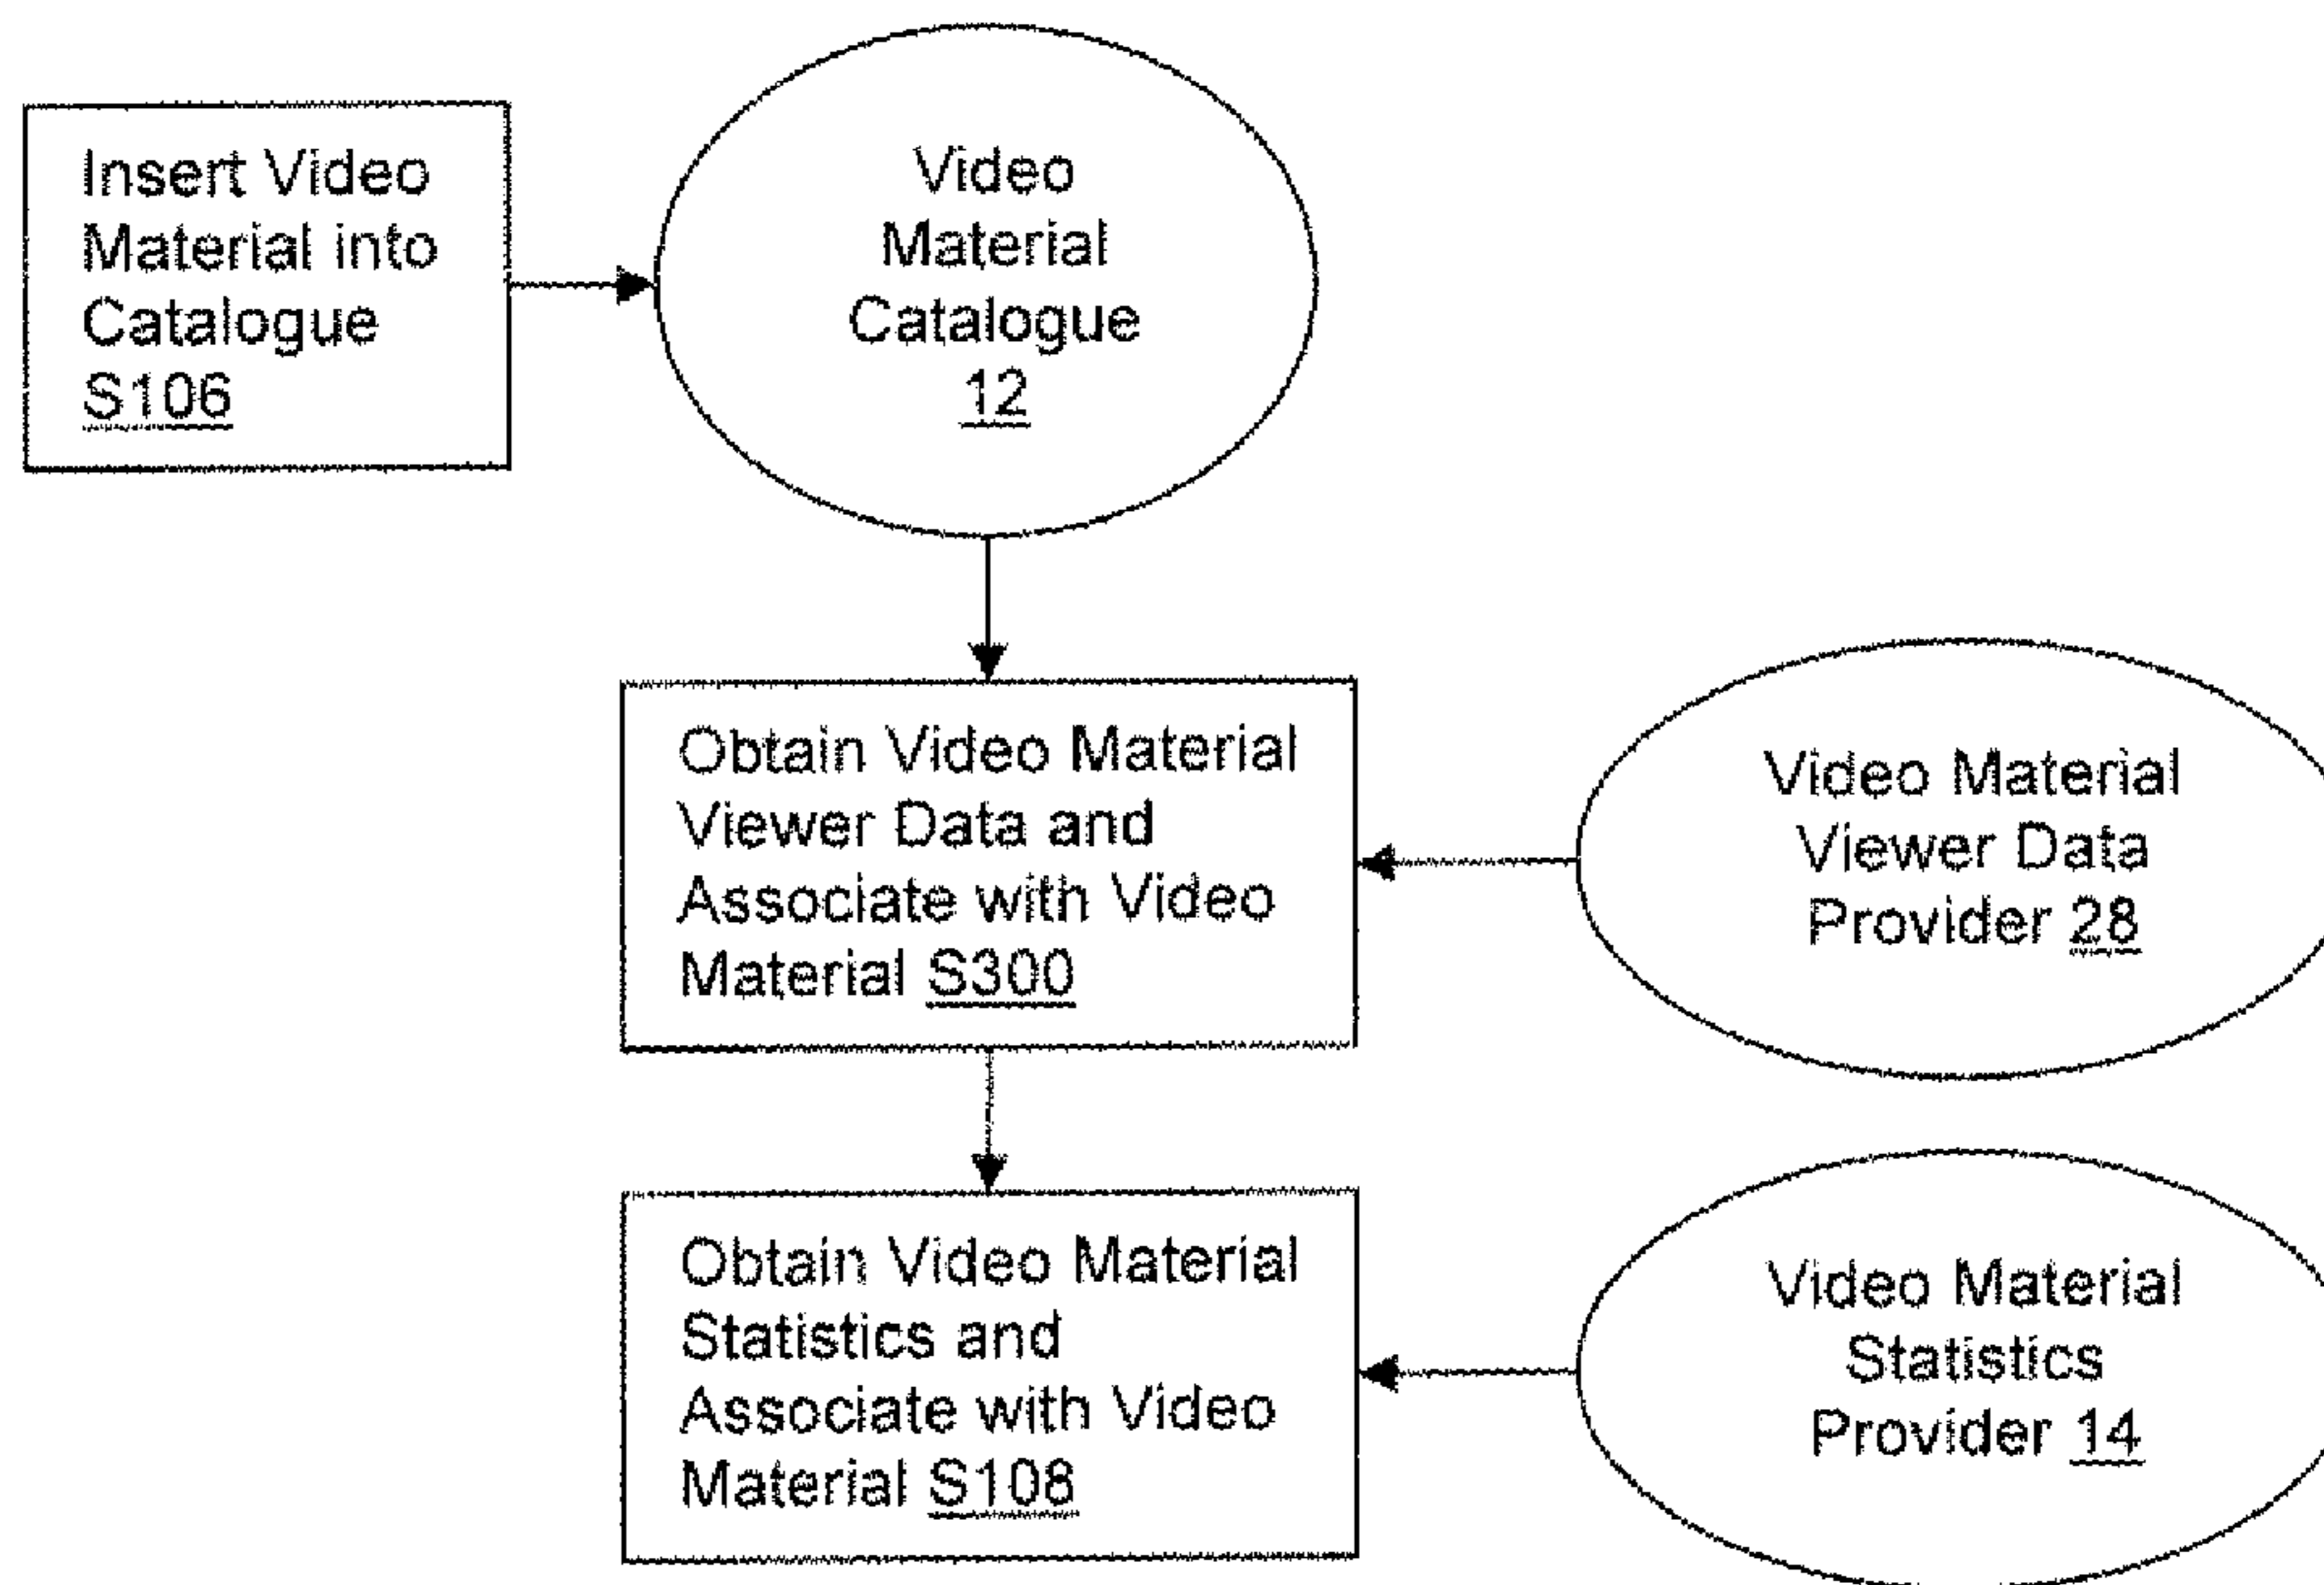 Insert Video
Material into
Catalogue
S106
Video
Material
Catalogue
12
Obtain Video Material
Viewer Data and
Associate with Video
Material S300
Video Material
Viewer Data
Provider 28
Obtain Video Material
Statistics and
Associate with Video
Material S108
Video Material
Statistics
Provider 14